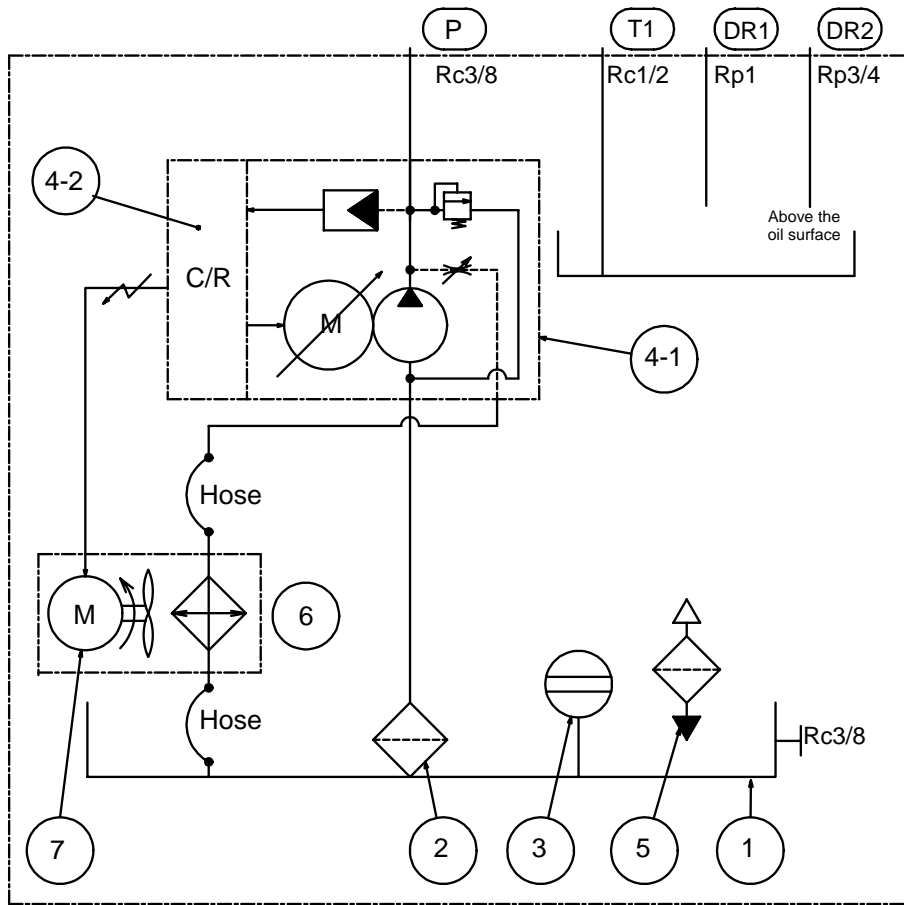 P T1 DR1 DR2
Rc3/8 Rc1/2 Rp1 Rp3/4
4-2
Above the
oil surface
C/R
M
4-1
Hose
M
6
Hose
Rc3/8
7 2 3 5 1